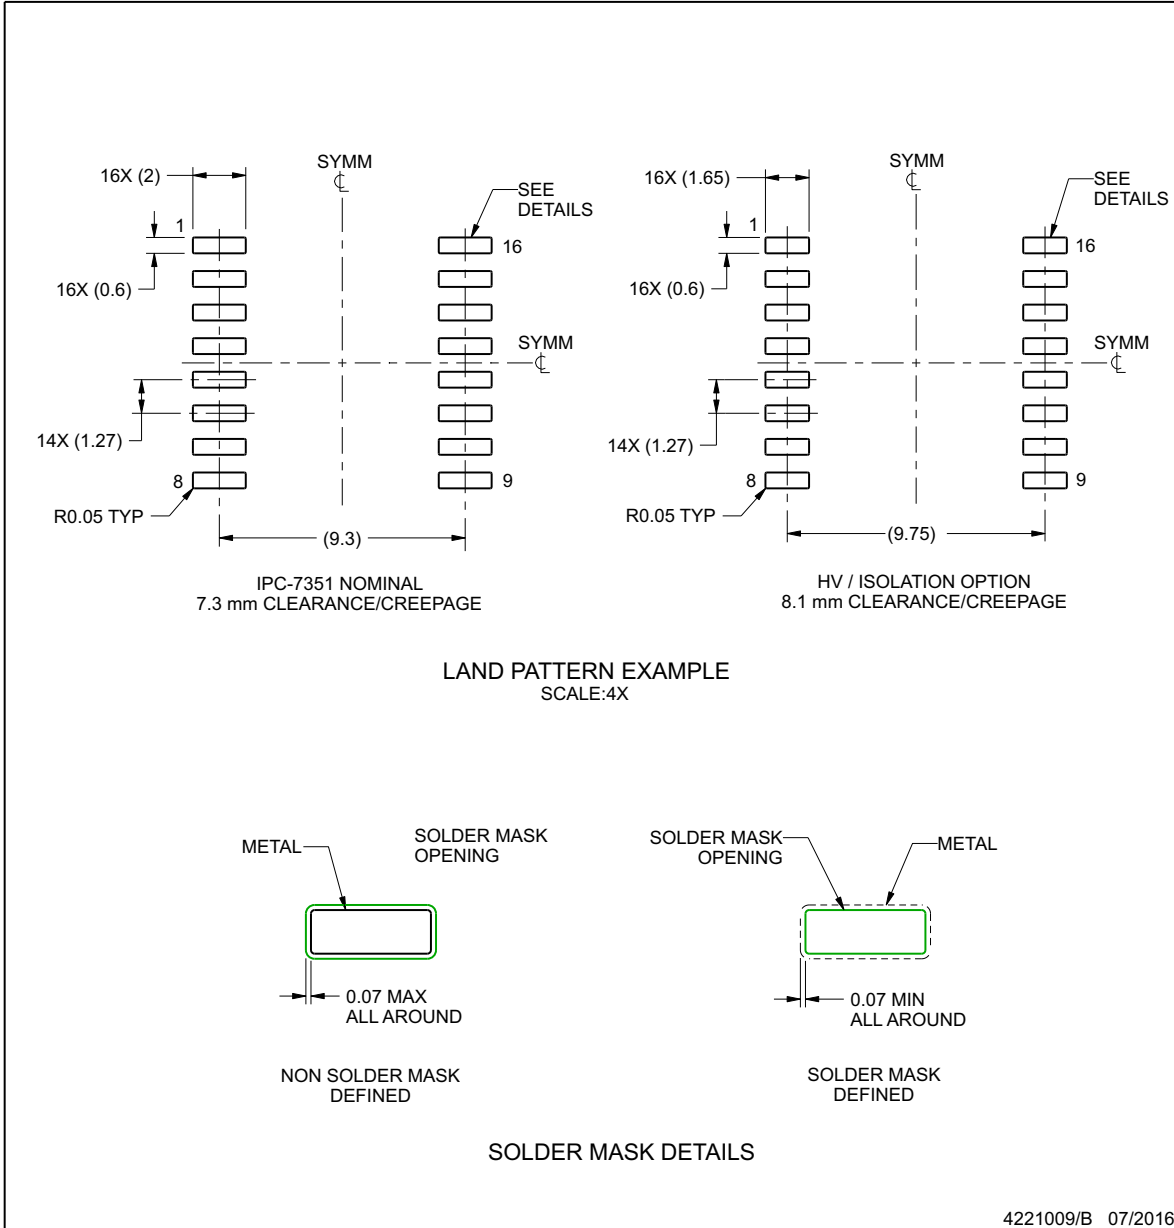 SYMM
℄
16X (2)
SEE
DETAILS
1
16
16X (0.6)
SYMM
℄
14X (1.27)
8
9
R0.05 TYP
(9.3)
IPC-7351 NOMINAL
7.3 mm CLEARANCE/CREEPAGE
SYMM
℄
16X (1.65)
SEE
DETAILS
1
16
16X (0.6)
SYMM
℄
14X (1.27)
8
9
R0.05 TYP
(9.75)
HV / ISOLATION OPTION
8.1 mm CLEARANCE/CREEPAGE
LAND PATTERN EXAMPLE
SCALE:4X
METAL
SOLDER MASK
OPENING
0.07 MAX
ALL AROUND
NON SOLDER MASK
DEFINED
SOLDER MASK
OPENING
METAL
0.07 MIN
ALL AROUND
SOLDER MASK
DEFINED
SOLDER MASK DETAILS
4221009/B 07/2016